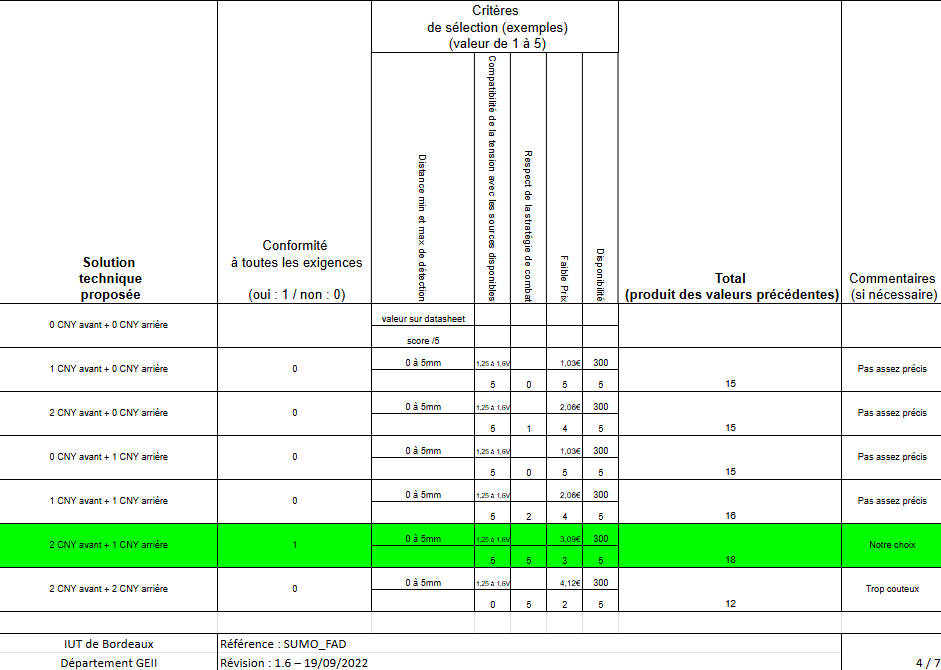 Critères
de sélection (exemples)
(valeur de 1 à 5)
Solution
technique
proposée
Conformité
à toutes les exigences
(oui : 1 / non : 0)
Distance min et max de détection
Compatibilité de la tension avec les sources disponibles
Respect de la stratégie de combat
Faible Prix
Disponibilité
Total
(produit des valeurs précédentes)
Commentaires
(si nécessaire)
0 CNY avant + 0 CNY arrière
valeur sur datasheet
score /5
1 CNY avant + 0 CNY arrière
0
0 à 5mm 1,25 à 1,6V 1,03€ 300
5 0 5 5
15
Pas assez précis
2 CNY avant + 0 CNY arrière
0
0 à 5mm 1,25 à 1,6V 2,06€ 300
5 1 4 5
15
Pas assez précis
0 CNY avant + 1 CNY arrière
0
0 à 5mm 1,25 à 1,6V 1,03€ 300
5 0 5 5
15
Pas assez précis
1 CNY avant + 1 CNY arrière
0
0 à 5mm 1,25 à 1,6V 2,06€ 300
5 2 4 5
16
Pas assez précis
2 CNY avant + 1 CNY arrière
1
0 à 5mm 1,25 à 1,6V 3,09€ 300
5 5 3 5
18
Notre choix
2 CNY avant + 2 CNY arrière
0
0 à 5mm 1,25 à 1,6V 4,12€ 300
0 5 2 5
12
Trop couteux
IUT de Bordeaux
Département GEII
Référence : SUMO_FAD
Révision : 1.6 – 19/09/2022
4 / 7